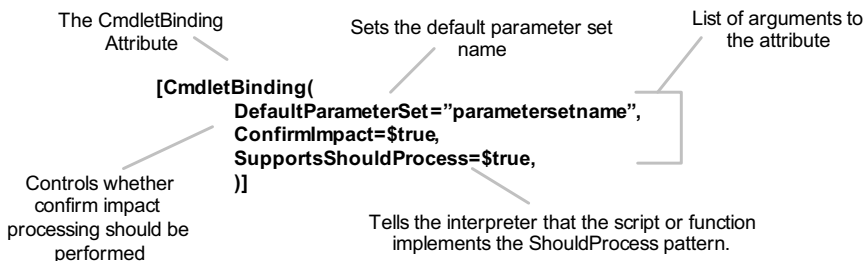 The CmdletBinding
Attribute
Sets the default parameter set
name
List of arguments to
the attribute
[CmdletBinding(
DefaultParameterSet=”parametersetname”,
ConfirmImpact=$true,
SupportsShouldProcess=$true,
)]
Controls whether
confirm impact
processing should be
performed
Tells the interpreter that the script or function
implements the ShouldProcess pattern.